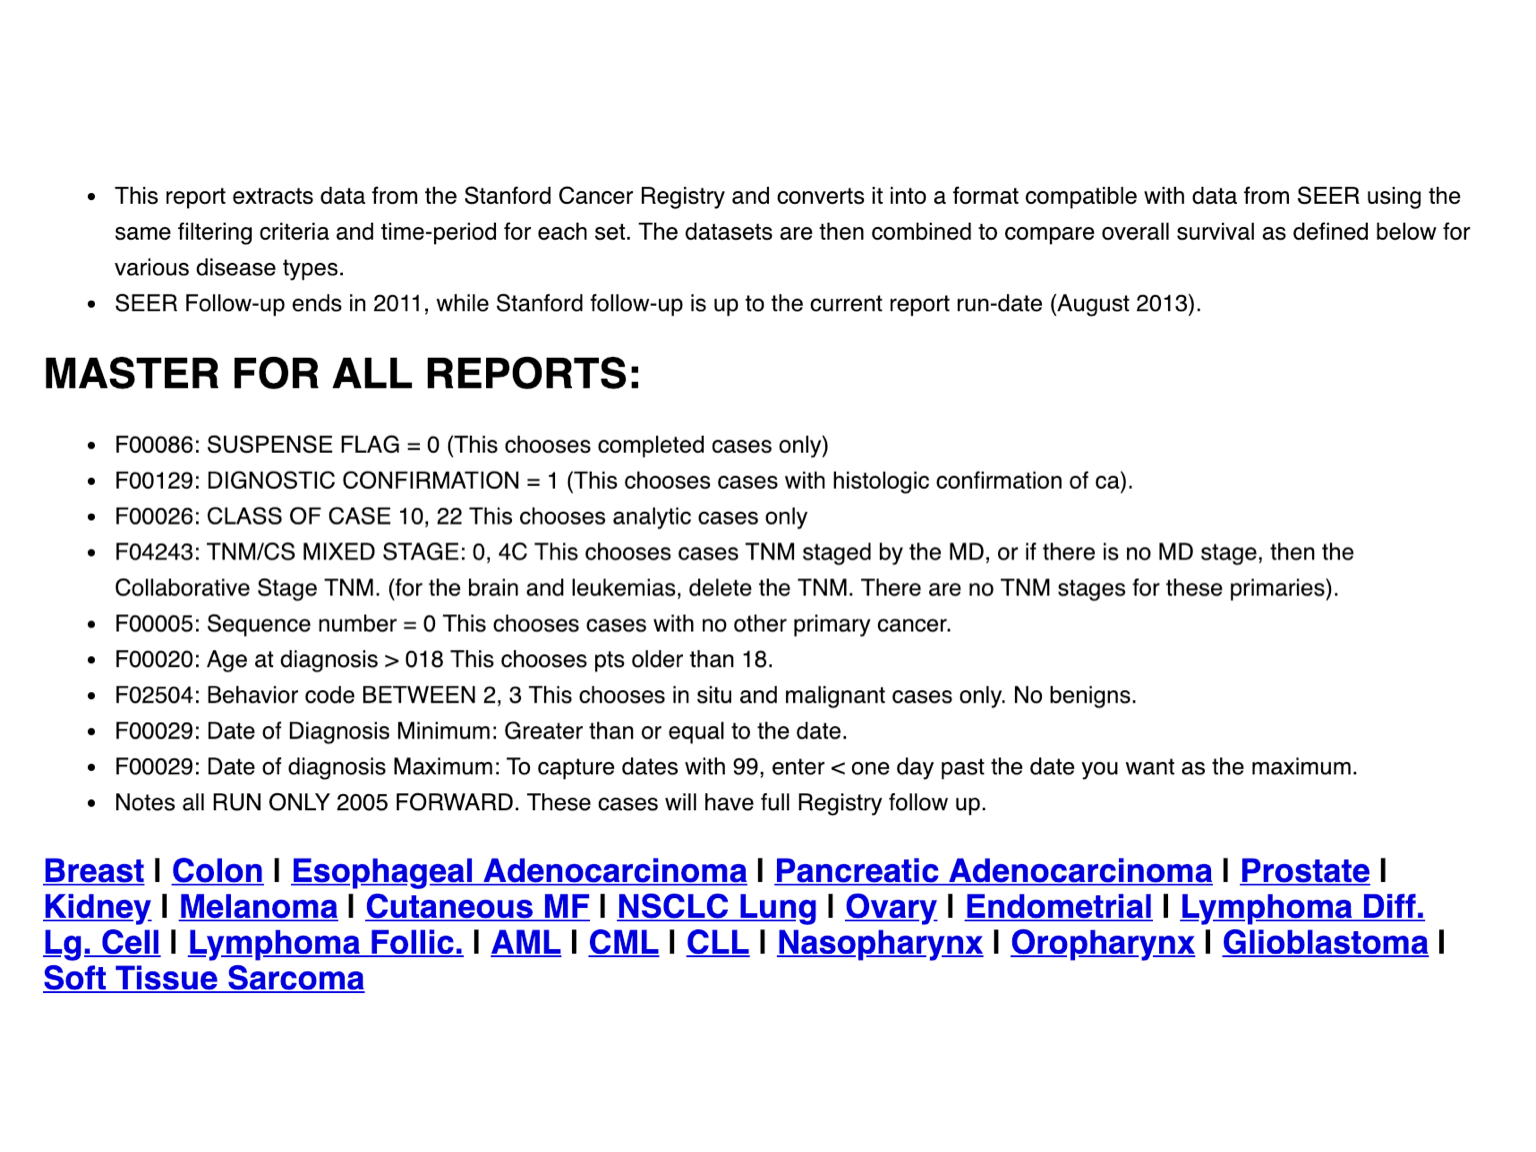 • This report extracts data from the Stanford Cancer Registry and converts it into a format compatible with data from SEER using the
same filtering criteria and time-period for each set. The datasets are then combined to compare overall survival as defined below for
various disease types.
• SEER Follow-up ends in 2011, while Stanford follow-up is up to the current report run-date (August 2013).
MASTER FOR ALL REPORTS:
• F00086: SUSPENSE FLAG = 0 (This chooses completed cases only)
• F00129: DIGNOSTIC CONFIRMATION = 1 (This chooses cases with histologic confirmation of ca).
• F00026: CLASS OF CASE 10, 22 This chooses analytic cases only
• F04243: TNM/CS MIXED STAGE: 0, 4C This chooses cases TNM staged by the MD, or if there is no MD stage, then the
Collaborative Stage TNM. (for the brain and leukemias, delete the TNM. There are no TNM stages for these primaries).
• F00005: Sequence number = 0 This chooses cases with no other primary cancer.
• F00020: Age at diagnosis > 018 This chooses pts older than 18.
• F02504: Behavior code BETWEEN 2, 3 This chooses in situ and malignant cases only. No benigns.
• F00029: Date of Diagnosis Minimum: Greater than or equal to the date.
• F00029: Date of diagnosis Maximum: To capture dates with 99, enter < one day past the date you want as the maximum.
• Notes all RUN ONLY 2005 FORWARD. These cases will have full Registry follow up.
Breast | Colon | Esophageal Adenocarcinoma | Pancreatic Adenocarcinoma | Prostate |
Kidney | Melanoma | Cutaneous MF | NSCLC Lung | Ovary | Endometrial | Lymphoma Diff.
Lg. Cell | Lymphoma Follic. | AML | CML | CLL | Nasopharynx | Oropharynx | Glioblastoma |
Soft Tissue Sarcoma